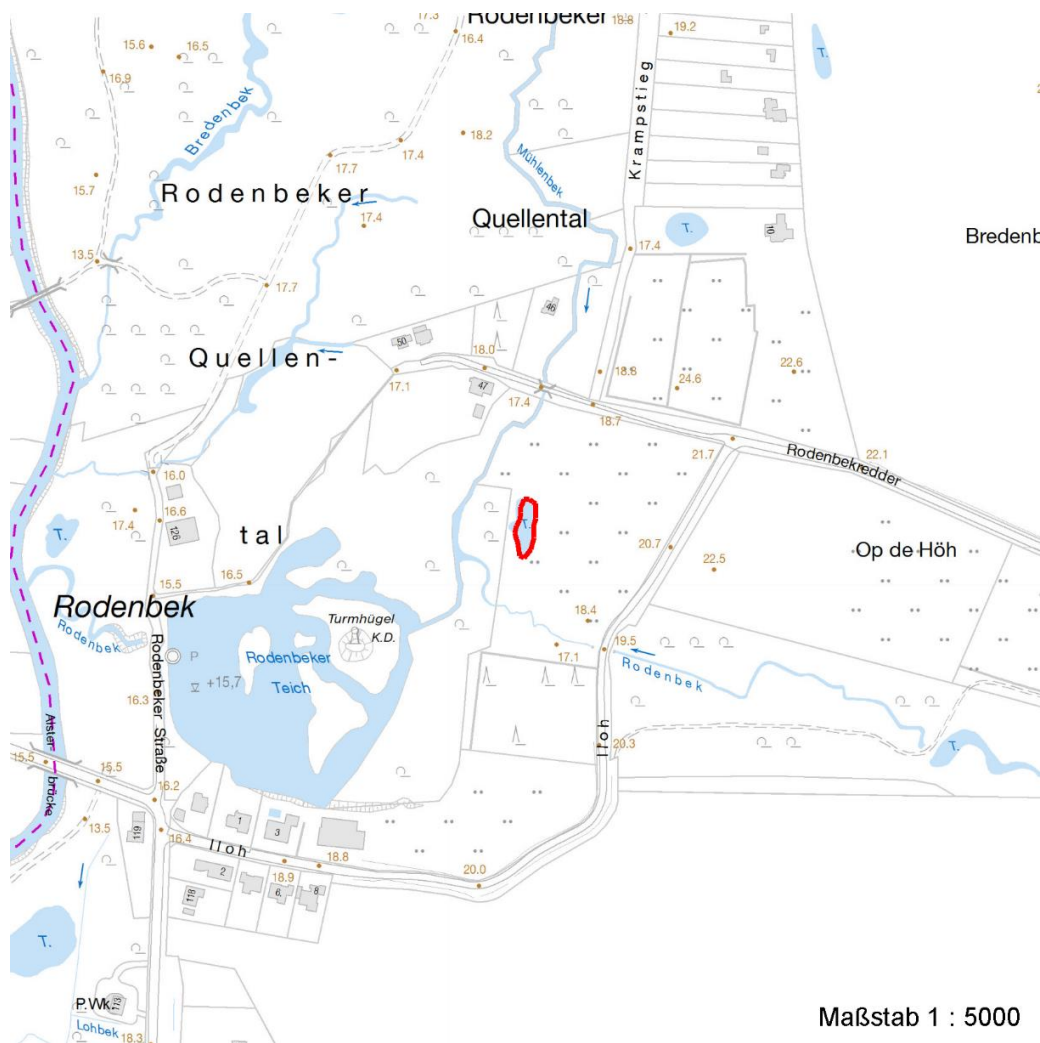 Rodenbeker
17.3
18.8
16.4
19.2
15.6
16.5
T.
16.9
Bredenbek
Krampstieg
18.2
17.4
17.7
Mühlenbek
15.7
Rodenbeker
17.4
Quellental
T.
10
17.4
Bredenb
13.5
17.7
46
50
18.0
Quellen-
17.1
47
18.8
22.6
24.6
17.4
18.7
21.7
Rodenbekredder
22.1
16.0
16.6
17.4
126
T.
T.
tal
20.7
Op de Höh
22.5
16.5
15.5
Rodenbek
Turmhügel
K.D.
18.4
Rodenbek
Rodenbeker Straße
P
Rodenbeker
Teich
+15,7
17.1
19.5
Rodenbek
16.3
Iloh
20.3
T.
Alster
brücke
15.5
15.5
16.2
13.5
119
16.4
1
3
Iloh
18.8
18.9
2
20.0
118
6,
8
T.
P.Wk.
113
Lohbek
18.3
Maßstab 1 : 5000